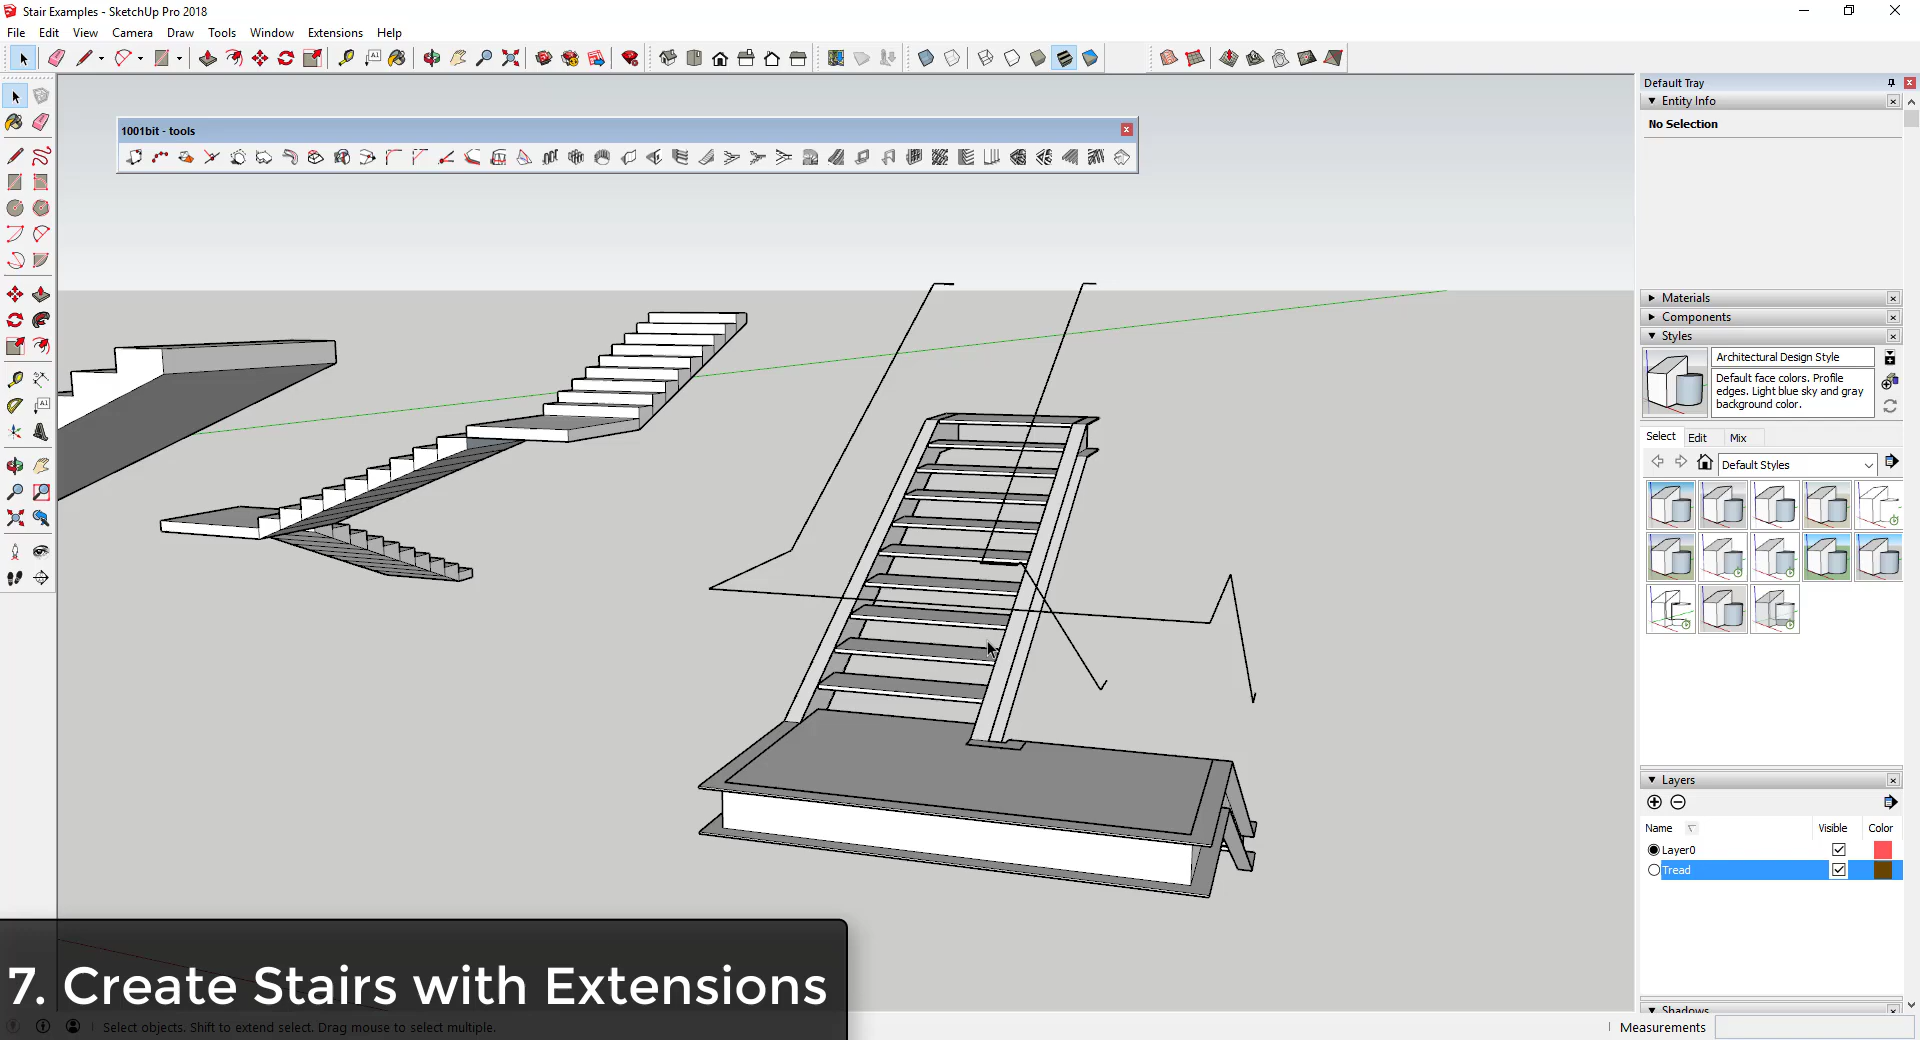 Stair Examples - SketchUp Pro 2018
File Edit View Camera Draw Tools Window Extensions Help
Default Tray
Entity Info
No Selection
1001bit - tools
Materials
Components
Styles
Architectural Design Style
Default face colors. Profile edges. Light blue sky and gray background color.
Select Edit Mix
Default Styles
Layers
Name Visible Color
Layer0
Tread
7. Create Stairs with Extensions
Shadows
Select objects. Shift to extend select. Drag mouse to select multiple.
Measurements